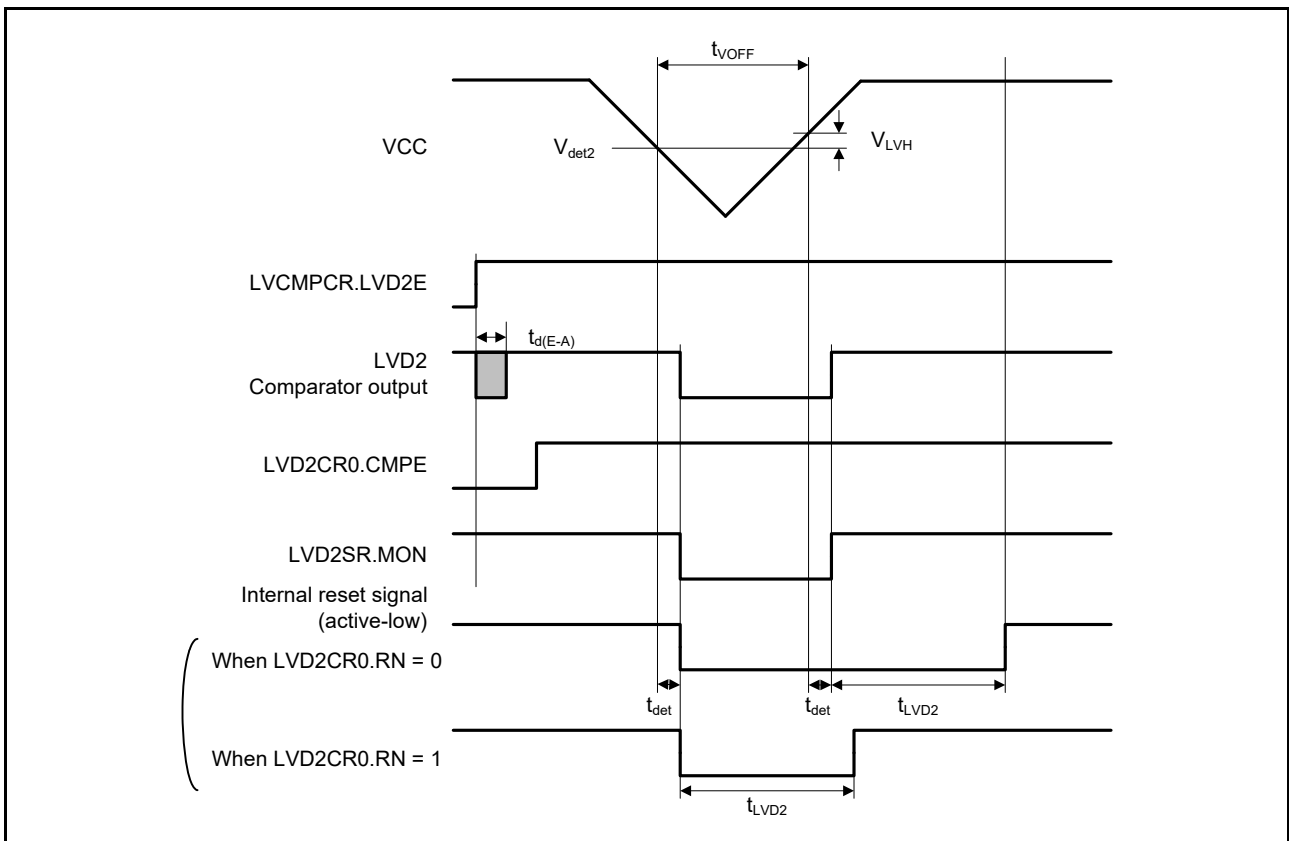 tVOFF
VCC
Vdet2
VLVH
LVCMPCR.LVD2E
td(E-A)
LVD2
Comparator output
LVD2CR0.CMPE
LVD2SR.MON
Internal reset signal
(active-low)
When LVD2CR0.RN = 0
tdet
tdet
tLVD2
When LVD2CR0.RN = 1
tLVD2